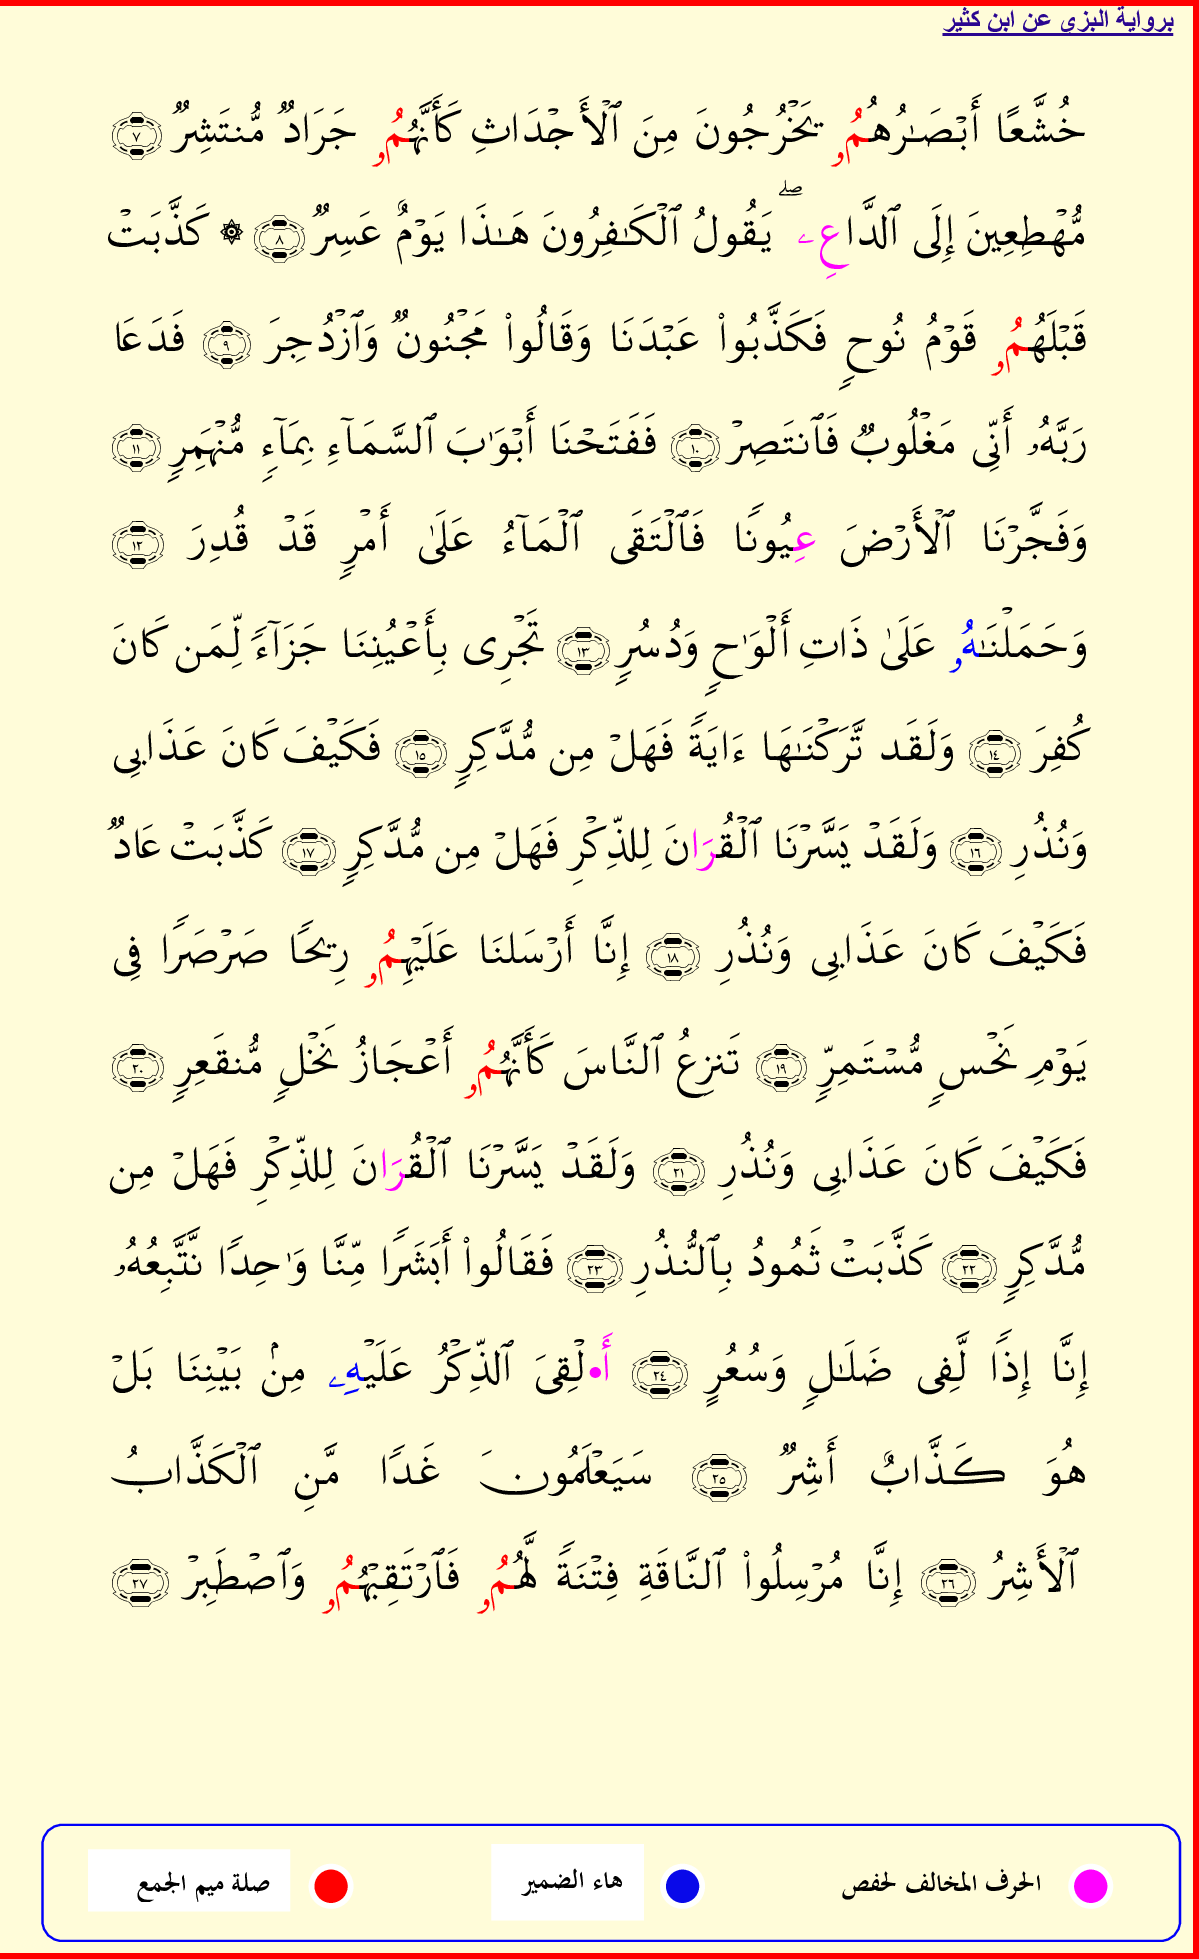 برواية البزى عن ابن كثير
خُشَّعًا أَبْصَـٰرُهُمُۥ يَخْرُجُونَ مِنَ ٱلْأَجْدَاثِ كَأَنَّهُمُۥ جَرَادٌ مُّنتَشِرٌ ٧
مُّهْطِعِينَ إِلَى ٱلدَّاعِۦ ۖ يَقُولُ ٱلْكَـٰفِرُونَ هَـٰذَا يَوْمٌ عَسِرٌ ٨ ۞ كَذَّبَتْ
قَبْلَهُمُۥ قَوْمُ نُوحٍ فَكَذَّبُوا۟ عَبْدَنَا وَقَالُوا۟ مَجْنُونٌ وَٱزْدُجِرَ ٩ فَدَعَا
رَبَّهُۥ أَنِّى مَغْلُوبٌ فَٱنتَصِرْ ١٠ فَفَتَحْنَا أَبْوَٰبَ ٱلسَّمَآءِ بِمَآءٍ مُّنْهَمِرٍ ١١
وَفَجَّرْنَا ٱلْأَرْضَ عِيُونًا فَٱلْتَقَى ٱلْمَآءُ عَلَىٰ أَمْرٍ قَدْ قُدِرَ ١٢
وَحَمَلْنَـٰهُۥ عَلَىٰ ذَاتِ أَلْوَٰحٍ وَدُسُرٍ ١٣ تَجْرِى بِأَعْيُنِنَا جَزَآءً لِّمَن كَانَ
كُفِرَ ١٤ وَلَقَد تَّرَكْنَـٰهَا ءَايَةً فَهَلْ مِن مُّدَّكِرٍ ١٥ فَكَيْفَ كَانَ عَذَابِى
وَنُذُرِ ١٦ وَلَقَدْ يَسَّرْنَا ٱلْقُرَانَ لِلذِّكْرِ فَهَلْ مِن مُّدَّكِرٍ ١٧ كَذَّبَتْ عَادٌ
فَكَيْفَ كَانَ عَذَابِى وَنُذُرِ ١٨ إِنَّا أَرْسَلْنَا عَلَيْهِمُۥ رِيحًا صَرْصَرًا فِى
يَوْمِ نَحْسٍ مُّسْتَمِرٍّ ١٩ تَنزِعُ ٱلنَّاسَ كَأَنَّهُمُۥ أَعْجَازُ نَخْلٍ مُّنقَعِرٍ ٢٠
فَكَيْفَ كَانَ عَذَابِى وَنُذُرِ ٢١ وَلَقَدْ يَسَّرْنَا ٱلْقُرَانَ لِلذِّكْرِ فَهَلْ مِن
مُّدَّكِرٍ ٢٢ كَذَّبَتْ ثَمُودُ بِٱلنُّذُرِ ٢٣ فَقَالُوا۟ أَبَشَرًا مِّنَّا وَٰحِدًا نَّتَّبِعُهُۥ
إِنَّا إِذًا لَّفِى ضَلَـٰلٍ وَسُعُرٍ ٢٤ أَ•لْقِىَ ٱلذِّكْرُ عَلَيْهِۦ مِنۢ بَيْنِنَا بَلْ
هُوَ كَذَّابٌ أَشِرٌ ٢٥ سَيَعْلَمُونَ غَدًا مَّنِ ٱلْكَذَّابُ
ٱلْأَشِرُ ٢٦ إِنَّا مُرْسِلُوا۟ ٱلنَّاقَةِ فِتْنَةً لَّهُمُۥ فَٱرْتَقِبْهُمُۥ وَٱصْطَبِرْ ٢٧
الحرف المخالف لحفص هاء الضمير صلة ميم الجمع